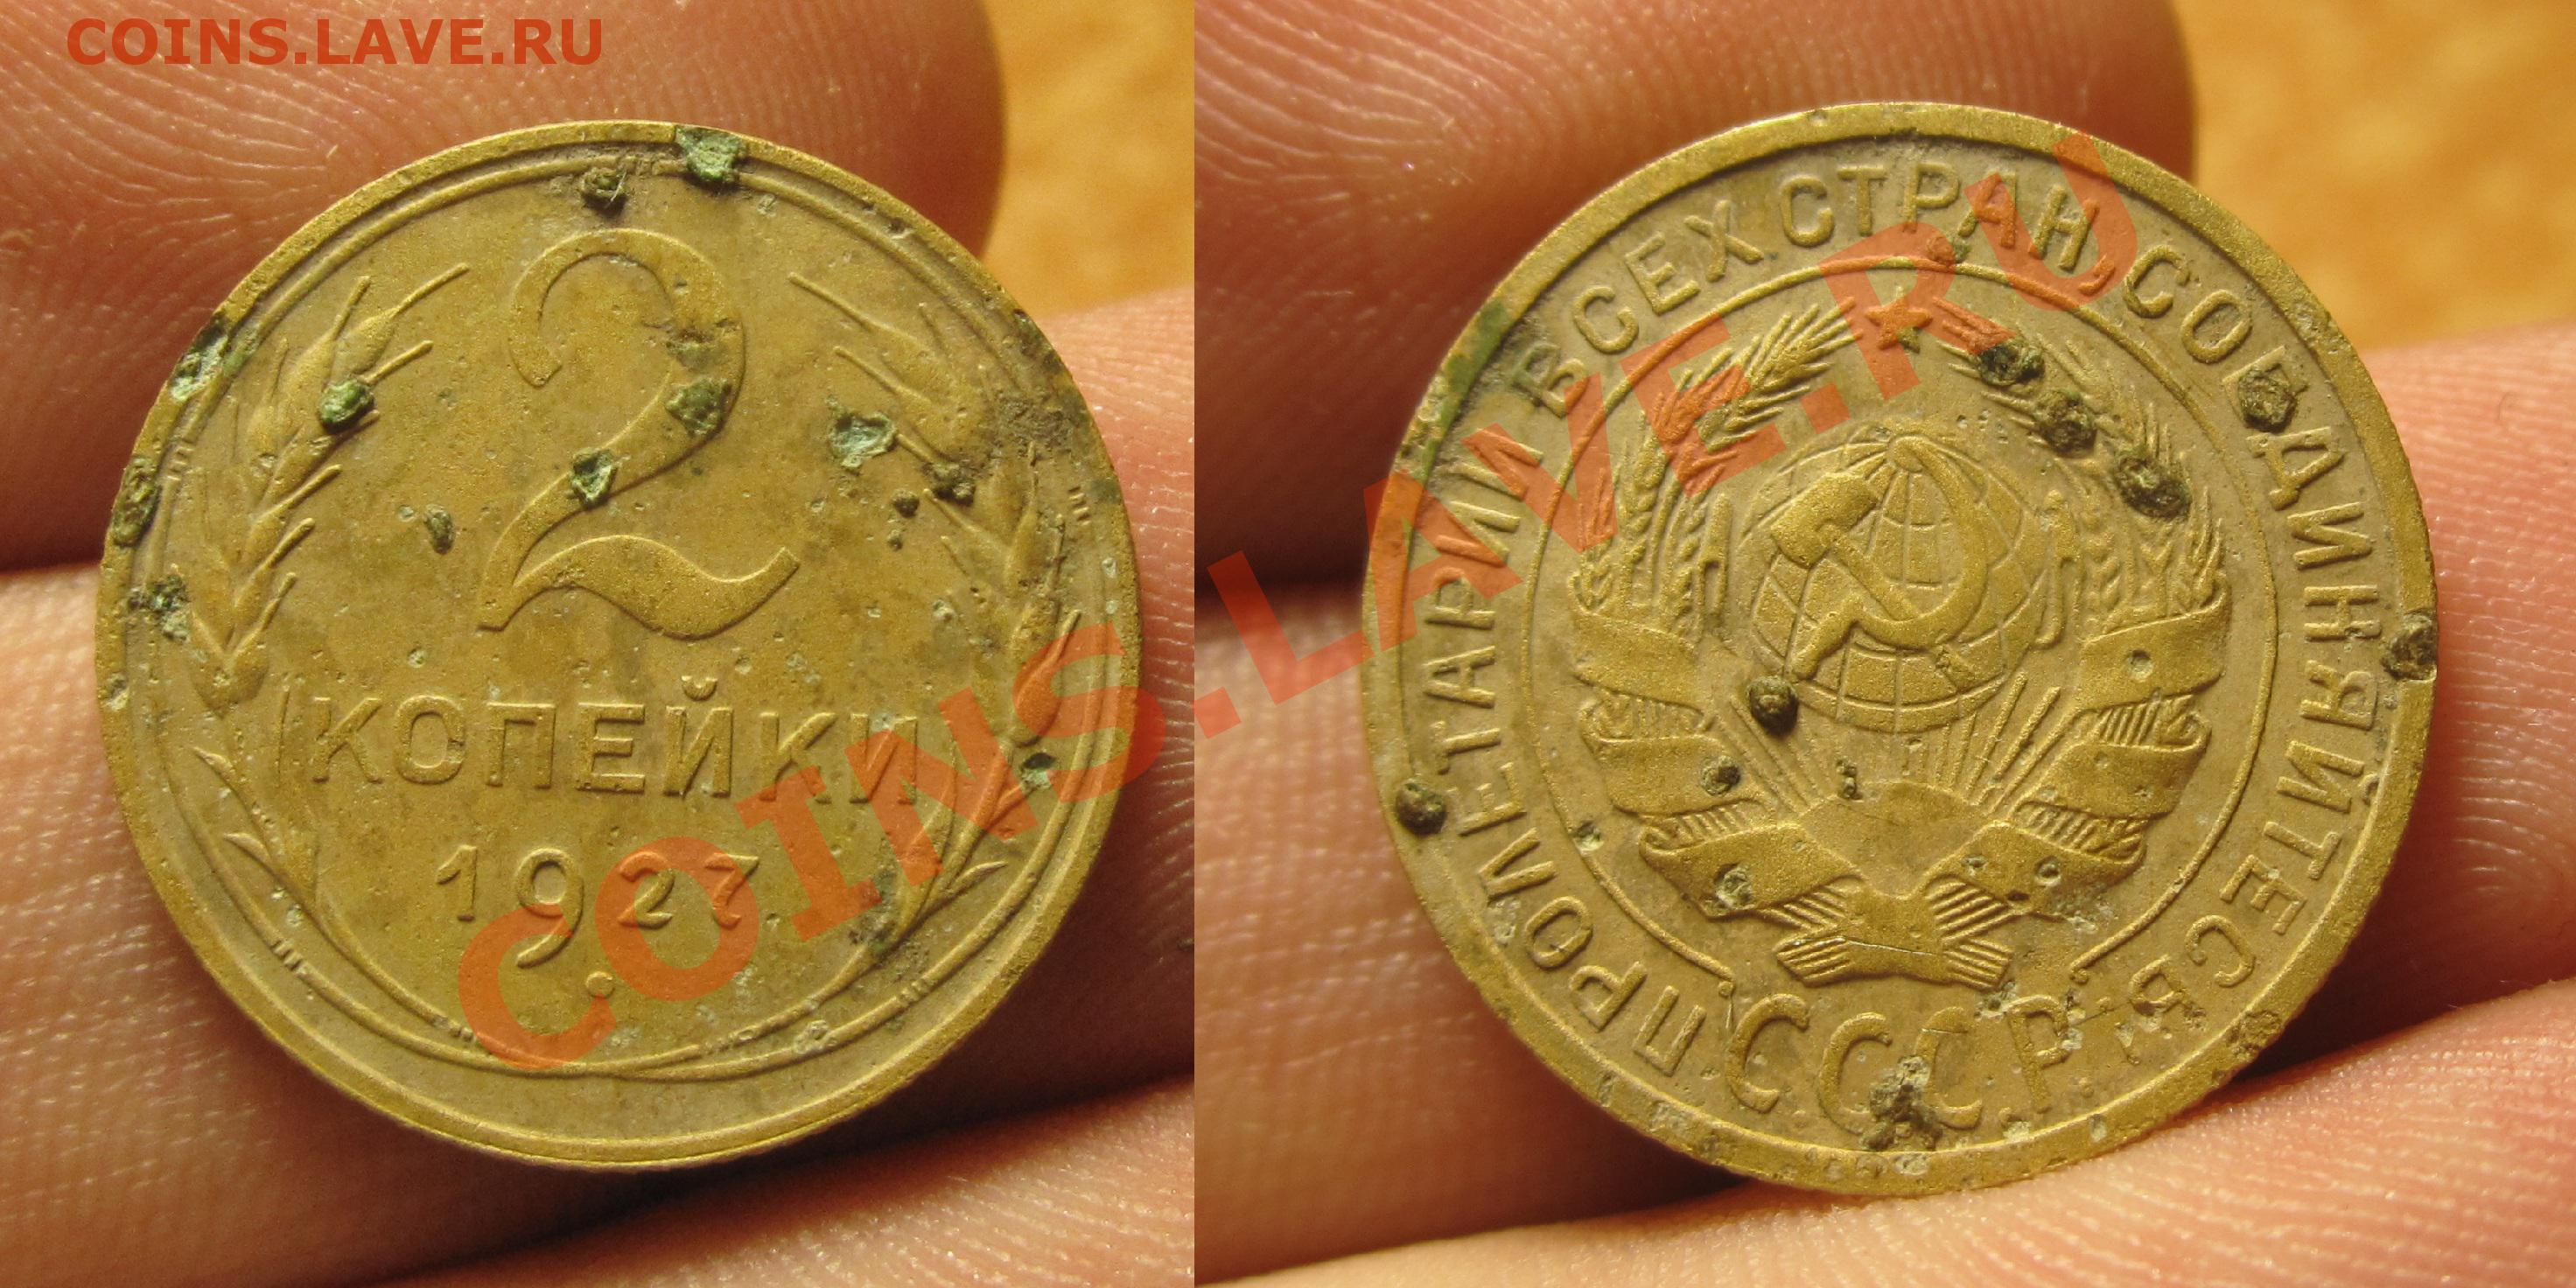 COINS.LAVE.RU
2
КОПЕЙКИ
1927
ПРОЛЕТАРИИ ВСЕХ СТРАН, СОЕДИНЯЙТЕСЬ!
СССР
COINS.LAVE.RU